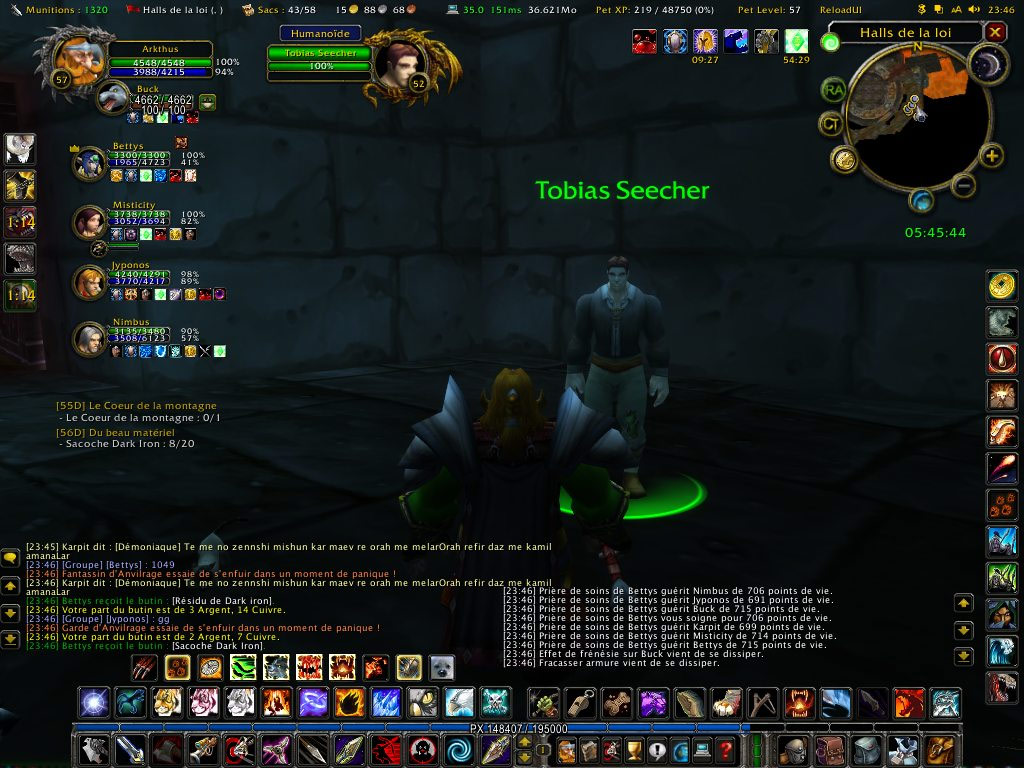 Munitions : 1320
Halls de la loi (, )
Sacs : 43/58
15 88 68
35.0 151ms 36.621Mo
Pet XP: 219 / 48750 (0%)
Pet Level: 57
ReloadUI
23:46
Halls de la loi
N
RA
CT
05:45:44
Arkthus
4548/4548 100%
3988/4215 94%
57
Buck
4662/4662
100/100
Humanoïde
Tobias Seecher
100%
52
09:27
54:29
Bettys
3300/3300 100%
1965/4723 41%
Misticity
3738/3738 100%
3052/3694 82%
Jyponos
4240/4291 98%
3770/4217 89%
Nimbus
3135/3480 90%
3508/6123 57%
1:14
1:14
Tobias Seecher
[55D] Le Coeur de la montagne
- Le Coeur de la montagne : 0/1
[56D] Du beau matériel
- Sacoche Dark Iron : 8/20
[23:45] Karpit dit : [Démoniaque] Te me no zennshi mishun kar maev re orah me melarOrah refir daz me kamil
amanaLar
[23:46] [Groupe] [Bettys] : 1049
[23:46] Fantassin d'Anvilrage essaie de s'enfuir dans un moment de panique !
[23:46] Karpit dit : [Démoniaque] Te me no zennshi mishun kar maev re orah me melarOrah refir daz me kamil
amanaLar
[23:46] Bettys reçoit le butin : [Résidu de Dark iron].
[23:46] Votre part du butin est de 3 Argent, 14 Cuivre.
[23:46] [Groupe] [Jyponos] : gg
[23:46] Garde d'Anvilrage essaie de s'enfuir dans un moment de panique !
[23:46] Votre part du butin est de 2 Argent, 7 Cuivre.
[23:46] Bettys reçoit le butin : [Sacoche Dark Iron].
[23:46] Prière de soins de Bettys guérit Nimbus de 706 points de vie.
[23:46] Prière de soins de Bettys guérit Jyponos de 691 points de vie.
[23:46] Prière de soins de Bettys guérit Buck de 715 points de vie.
[23:46] Prière de soins de Bettys vous soigne pour 706 points de vie.
[23:46] Prière de soins de Bettys guérit Karpit de 699 points de vie.
[23:46] Prière de soins de Bettys guérit Misticity de 714 points de vie.
[23:46] Prière de soins de Bettys guérit Bettys de 715 points de vie.
[23:46] Effet de frénésie sur Buck vient de se dissiper.
[23:46] Fracasser armure vient de se dissiper.
PX 148407 / 195000